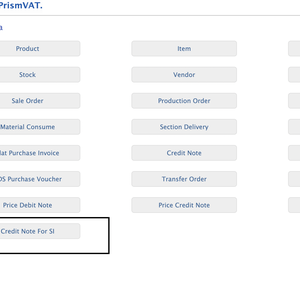 PrismVAT.
Product
Item
Stock
Vendor
Sale Order
Production Order
Material Consume
Section Delivery
Purchase Invoice
Credit Note
Purchase Voucher
Transfer Order
Price Debit Note
Price Credit Note
Credit Note For SI